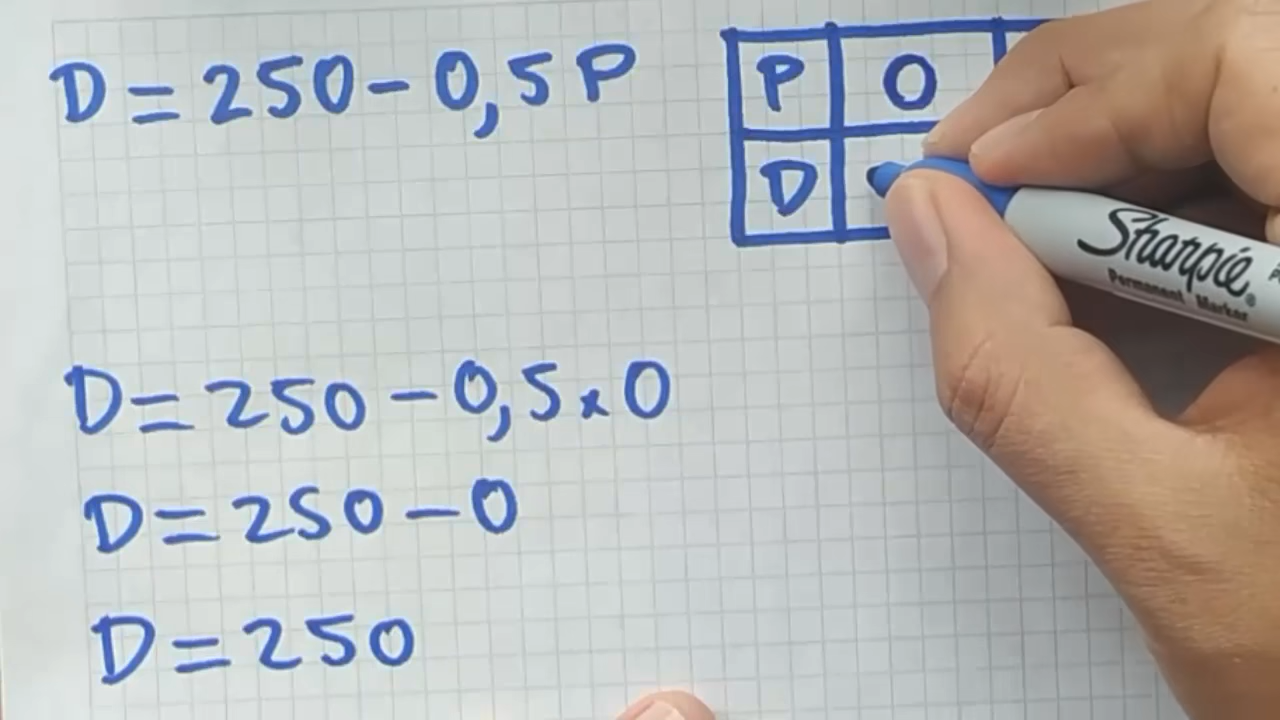 D = 250 - 0,5 P
P 0
D
Sharpie
Permanent Marker
D = 250 - 0,5 x 0
D = 250 - 0
D = 250